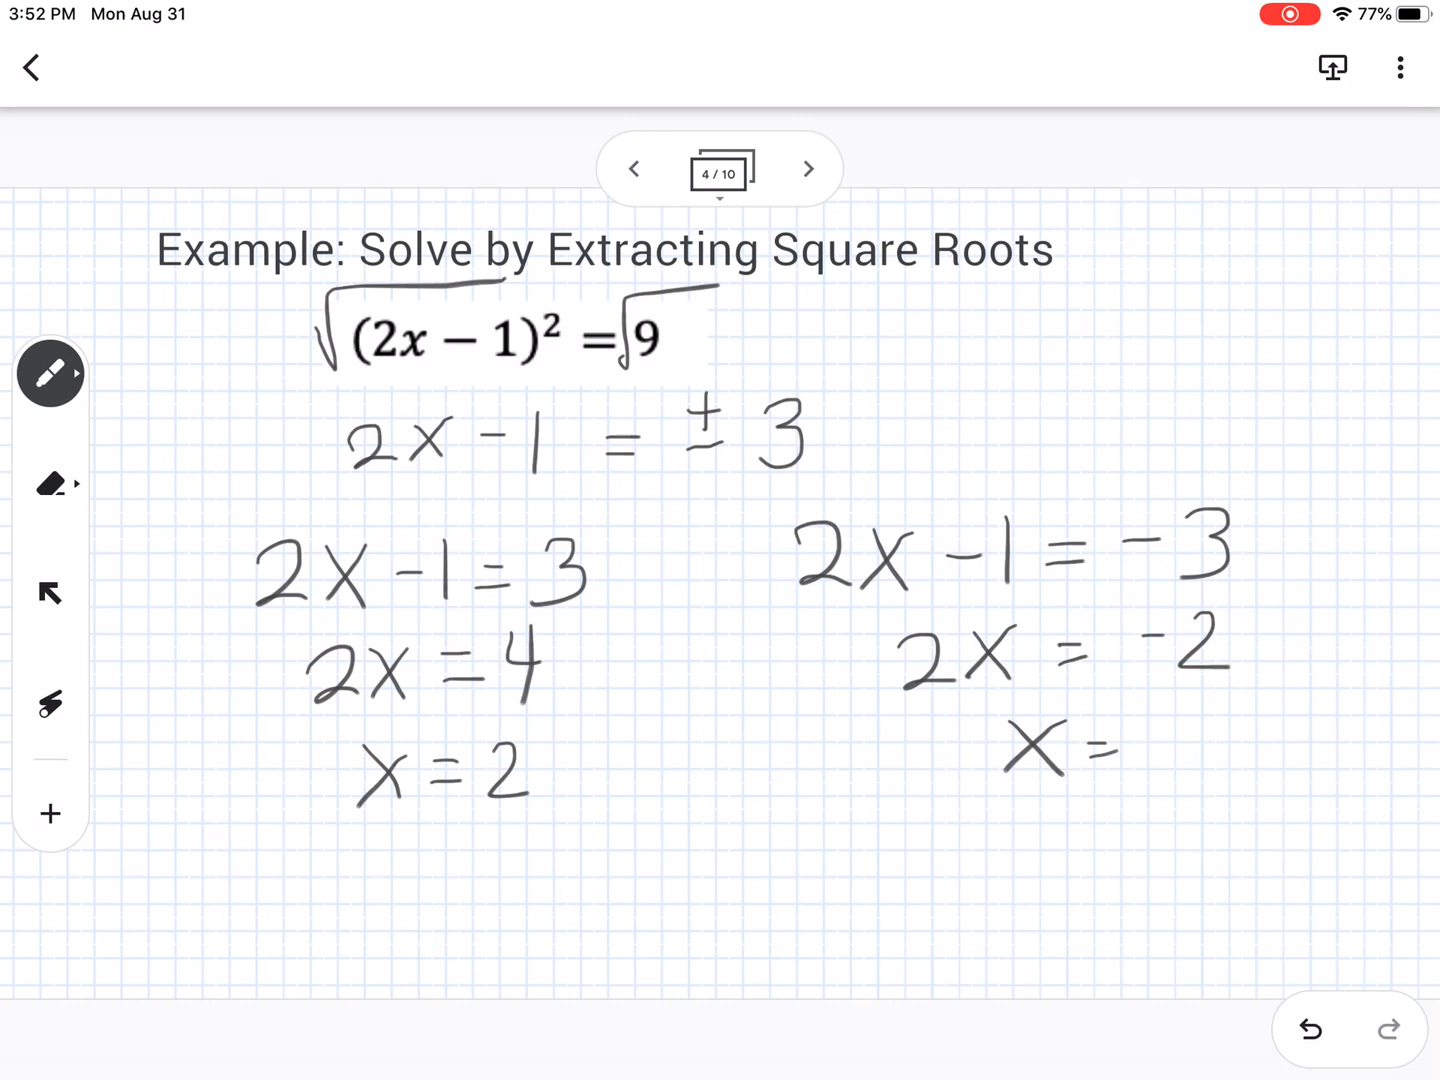 3:52 PM Mon Aug 31 77%
4 / 10
Example: Solve by Extracting Square Roots
√(2x − 1)² = √9
2x - 1 = ± 3
2x - 1 = 3
2x = 4
x = 2
2x - 1 = - 3
2x = -2
x =